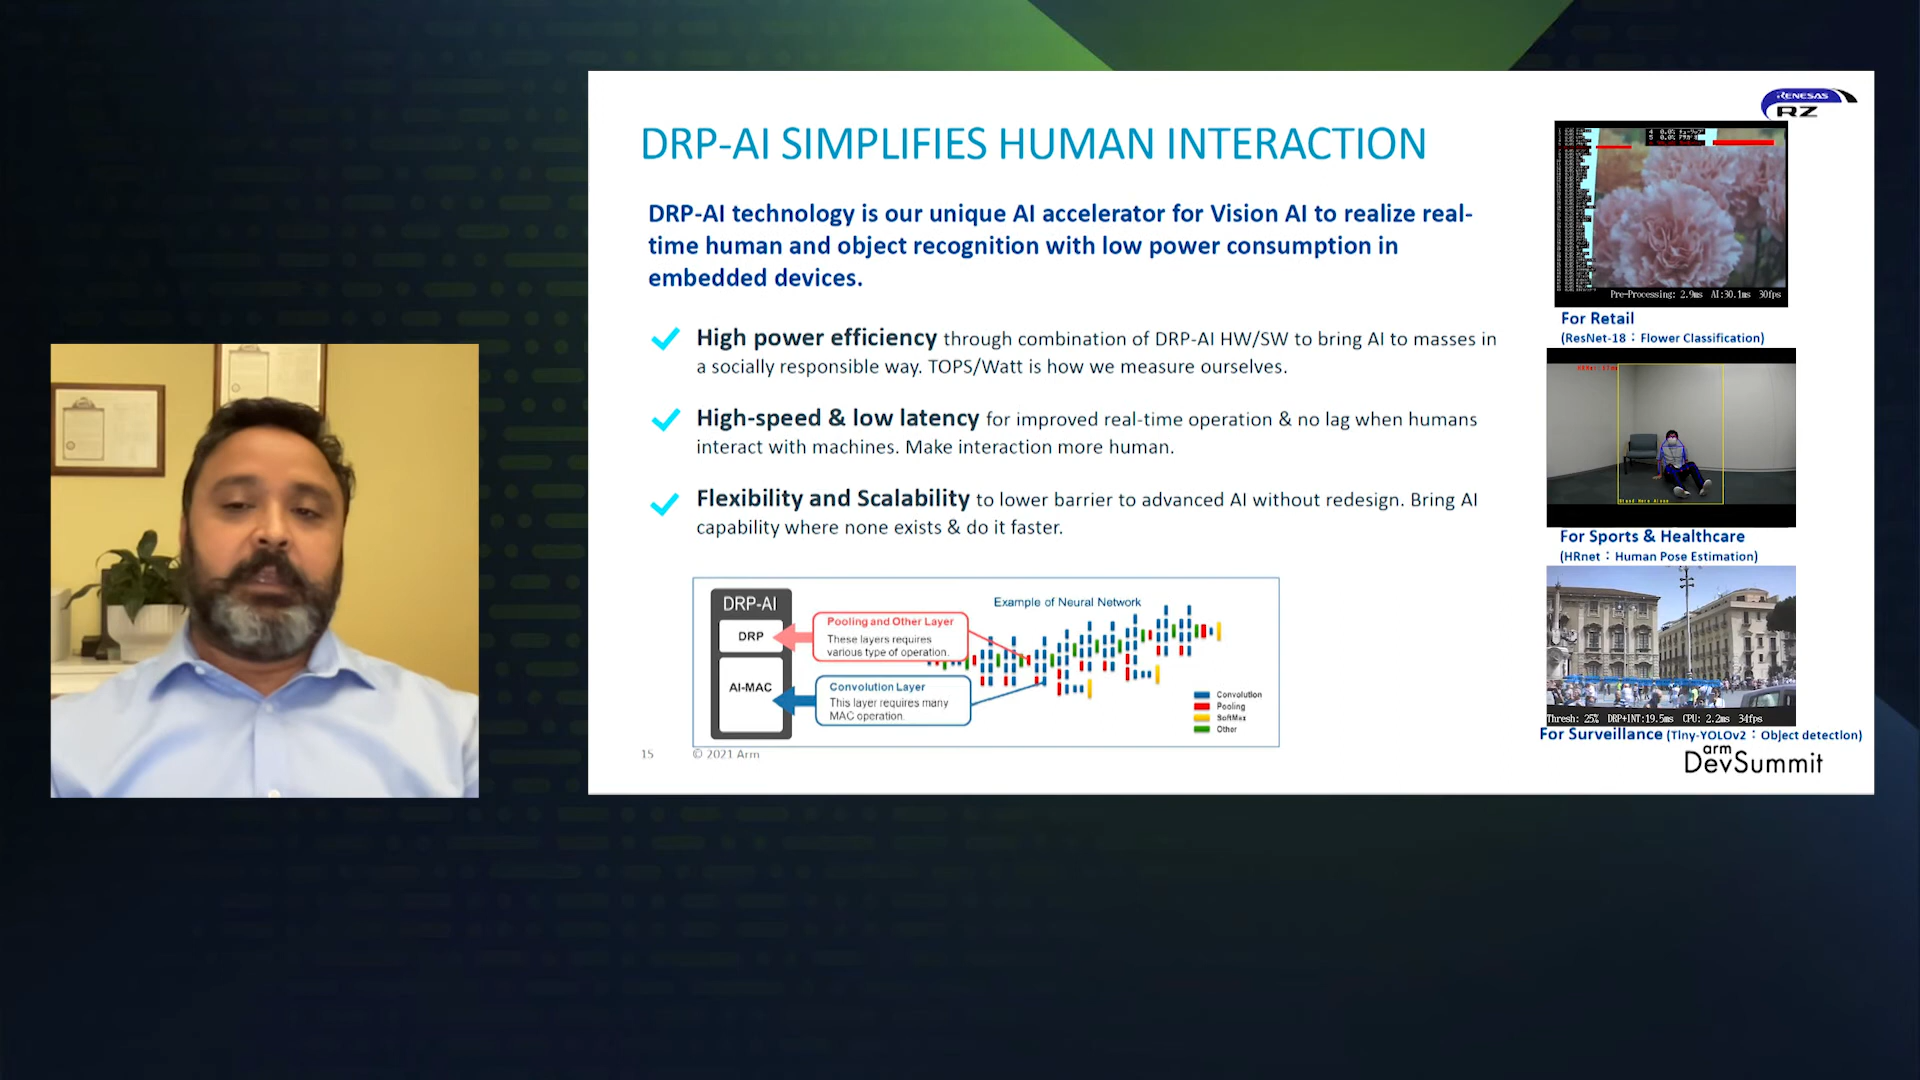 RENESAS
RZ
DRP-AI SIMPLIFIES HUMAN INTERACTION
DRP-AI technology is our unique AI accelerator for Vision AI to realize real-
time human and object recognition with low power consumption in
embedded devices.
High power efficiency through combination of DRP-AI HW/SW to bring AI to masses in
a socially responsible way. TOPS/Watt is how we measure ourselves.
High-speed & low latency for improved real-time operation & no lag when humans
interact with machines. Make interaction more human.
Flexibility and Scalability to lower barrier to advanced AI without redesign. Bring AI
capability where none exists & do it faster.
DRP-AI
DRP
AI-MAC
Pooling and Other Layer
These layers requires
various type of operation.
Convolution Layer
This layer requires many
MAC operation.
Example of Neural Network
Convolution
Pooling
SoftMax
Other
15
© 2021 Arm
Pre-Processing: 2.9ms AI:30.1ms 30fps
For Retail
(ResNet-18 : Flower Classification)
For Sports & Healthcare
(HRnet : Human Pose Estimation)
Thresh: 25% DRP+INT:19.5ms CPU: 2.2ms 34fps
For Surveillance (TIny-YOLOv2 : Object detectIon)
arm
DevSummit